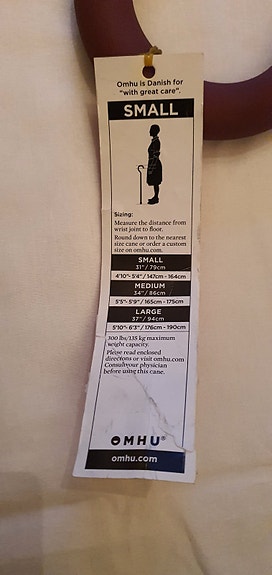 Omhu is Danish for
"with great care".
SMALL
Sizing:
Measure the distance from
wrist joint to floor.
Round down to the nearest
size cane or order a custom
size on omhu.com.
SMALL
31" / 79cm
4'10"- 5'4" / 147cm - 164cm
MEDIUM
34" / 86cm
5'5"- 5'9" / 165cm - 175cm
LARGE
37" / 94cm
5'10"- 6'3" / 176cm - 190cm
300 lbs/135 kg maximum
weight capacity.
Please read enclosed
directions or visit omhu.com
Consult your physician
before using this cane.
OMHU®
omhu.com